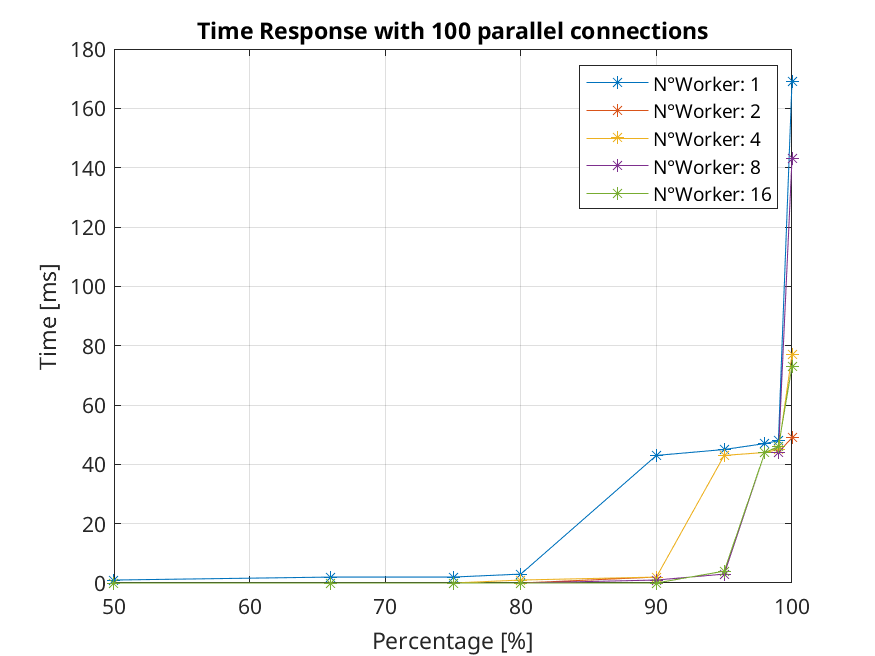 Time Response with 100 parallel connections
180
160
140
120
100
80
60
40
20
0
Time [ms]
N°Worker: 1
N°Worker: 2
N°Worker: 4
N°Worker: 8
N°Worker: 16
50
60
70
80
90
100
Percentage [%]